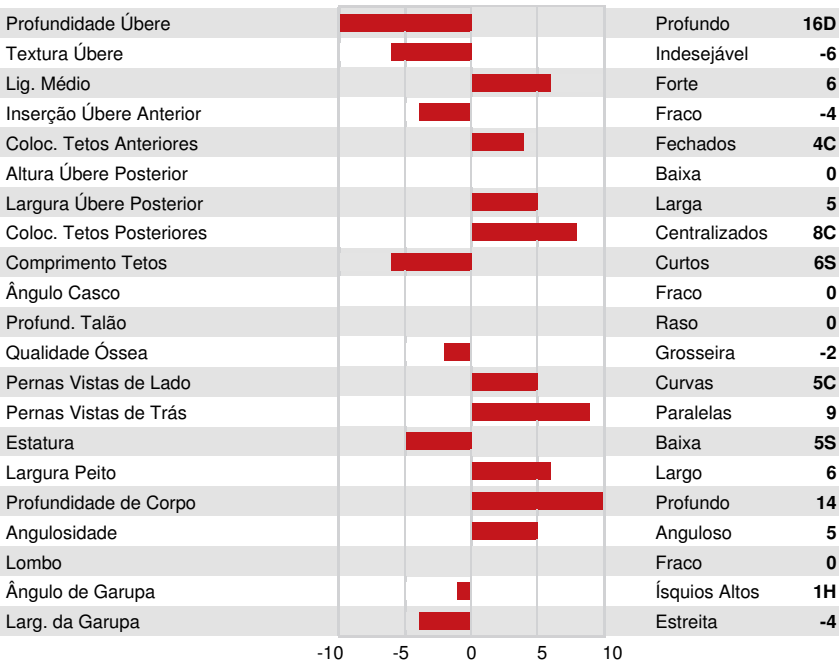 Profundidade Úbere Profundo 16D
Textura Úbere Indesejável -6
Lig. Médio Forte 6
Inserção Úbere Anterior Fraco -4
Coloc. Tetos Anteriores Fechados 4C
Altura Úbere Posterior Baixa 0
Largura Úbere Posterior Larga 5
Coloc. Tetos Posteriores Centralizados 8C
Comprimento Tetos Curtos 6S
Ângulo Casco Fraco 0
Profund. Talão Raso 0
Qualidade Óssea Grosseira -2
Pernas Vistas de Lado Curvas 5C
Pernas Vistas de Trás Paralelas 9
Estatura Baixa 5S
Largura Peito Largo 6
Profundidade de Corpo Profundo 14
Angulosidade Anguloso 5
Lombo Fraco 0
Ângulo de Garupa Ísquios Altos 1H
Larg. da Garupa Estreita -4
-10 -5 0 5 10